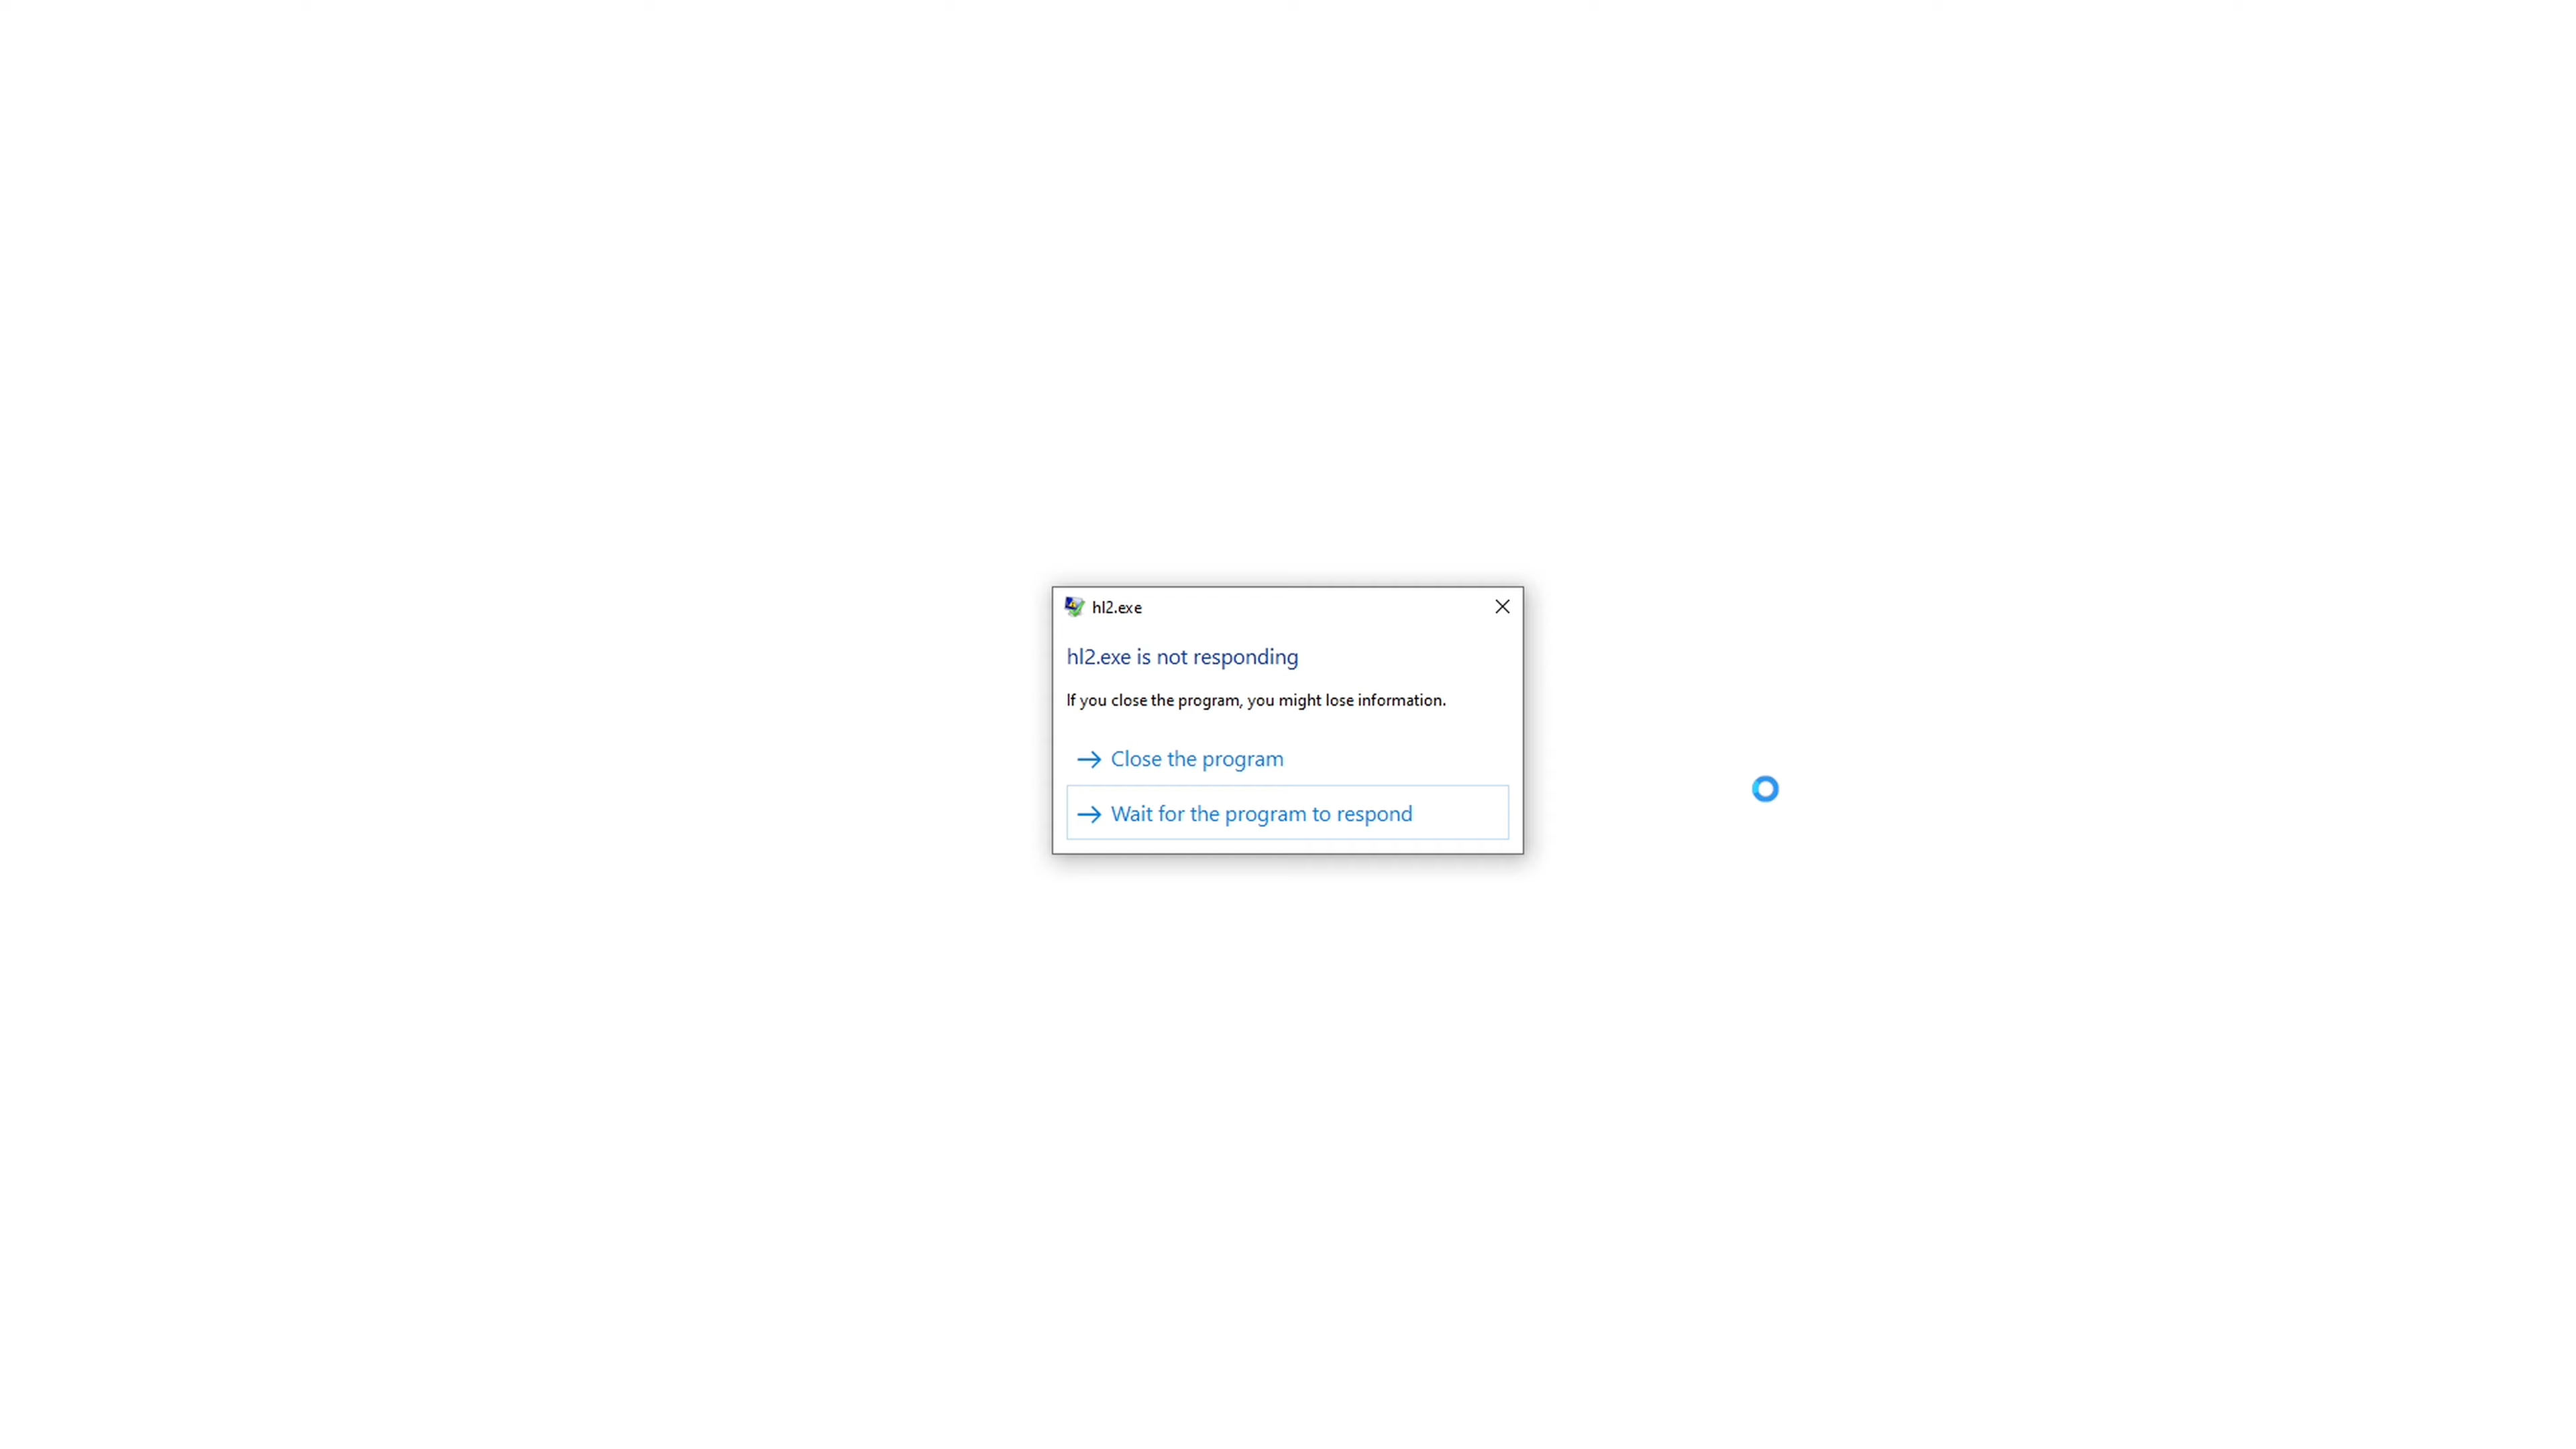 hl2.exe
hl2.exe is not responding
If you close the program, you might lose information.
Close the program
Wait for the program to respond